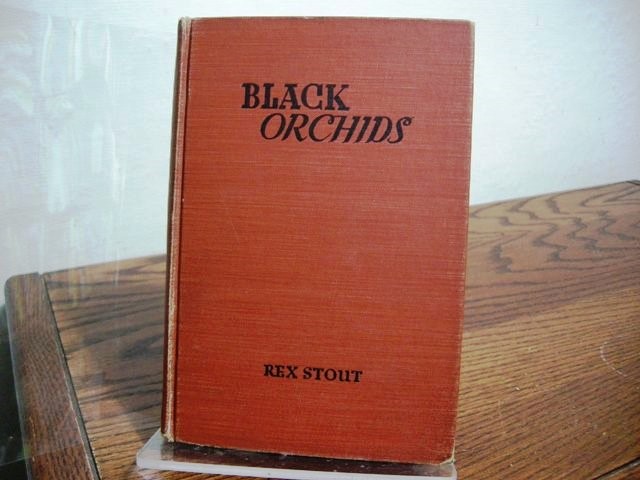 BLACK
ORCHIDS
REX STOUT